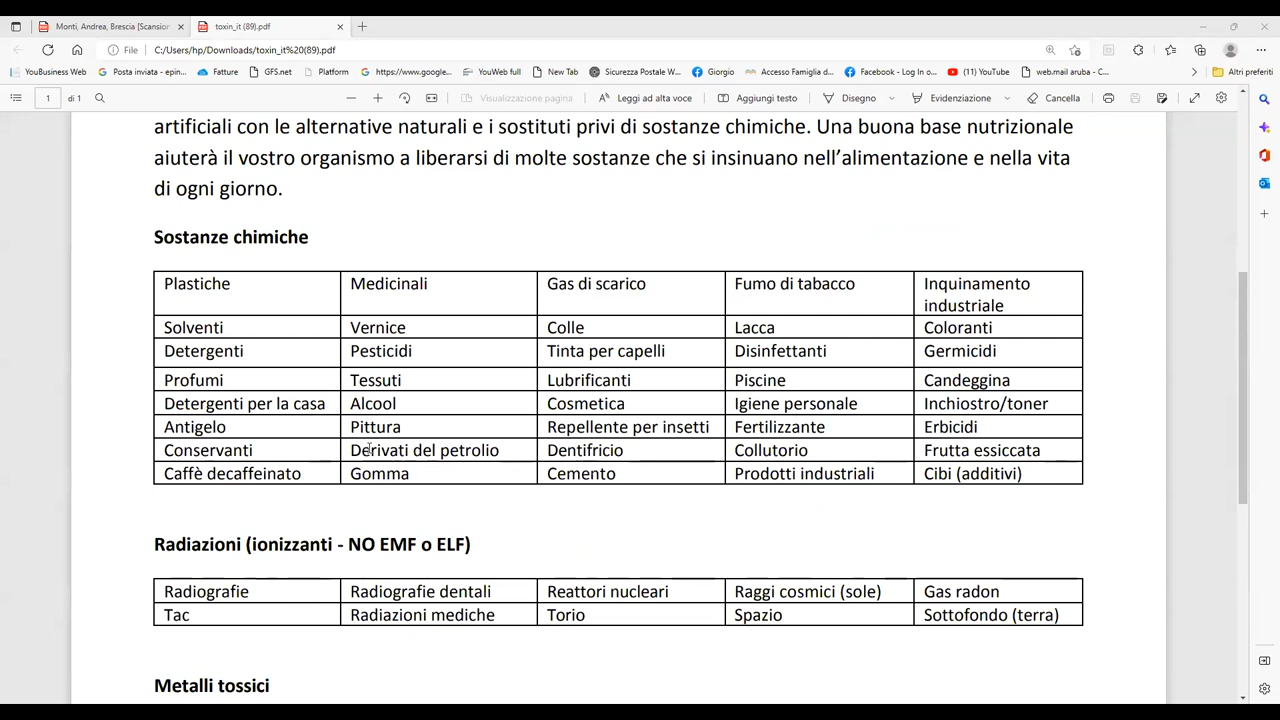 Monti, Andrea, Brescia [Scansion
toxin_it (89).pdf
File C:/Users/hp/Downloads/toxin_it%20(89).pdf
YouBusiness Web Posta inviata - epin... Fatture GFS.net Platform https://www.google... YouWeb full New Tab Sicurezza Postale W... Giorgio Accesso Famiglia d... Facebook - Log In o... (11) YouTube web.mail aruba - C... Altri preferiti
1 di 1 Visualizzazione pagina Leggi ad alta voce Aggiungi testo Disegno Evidenziazione Cancella
artificiali con le alternative naturali e i sostituti privi di sostanze chimiche. Una buona base nutrizionale
aiuterà il vostro organismo a liberarsi di molte sostanze che si insinuano nell'alimentazione e nella vita
di ogni giorno.
Sostanze chimiche
Plastiche Medicinali Gas di scarico Fumo di tabacco Inquinamento
industriale
Solventi Vernice Colle Lacca Coloranti
Detergenti Pesticidi Tinta per capelli Disinfettanti Germicidi
Profumi Tessuti Lubrificanti Piscine Candeggina
Detergenti per la casa Alcool Cosmetica Igiene personale Inchiostro/toner
Antigelo Pittura Repellente per insetti Fertilizzante Erbicidi
Conservanti Derivati del petrolio Dentifricio Collutorio Frutta essiccata
Caffè decaffeinato Gomma Cemento Prodotti industriali Cibi (additivi)
Radiazioni (ionizzanti - NO EMF o ELF)
Radiografie Radiografie dentali Reattori nucleari Raggi cosmici (sole) Gas radon
Tac Radiazioni mediche Torio Spazio Sottofondo (terra)
Metalli tossici